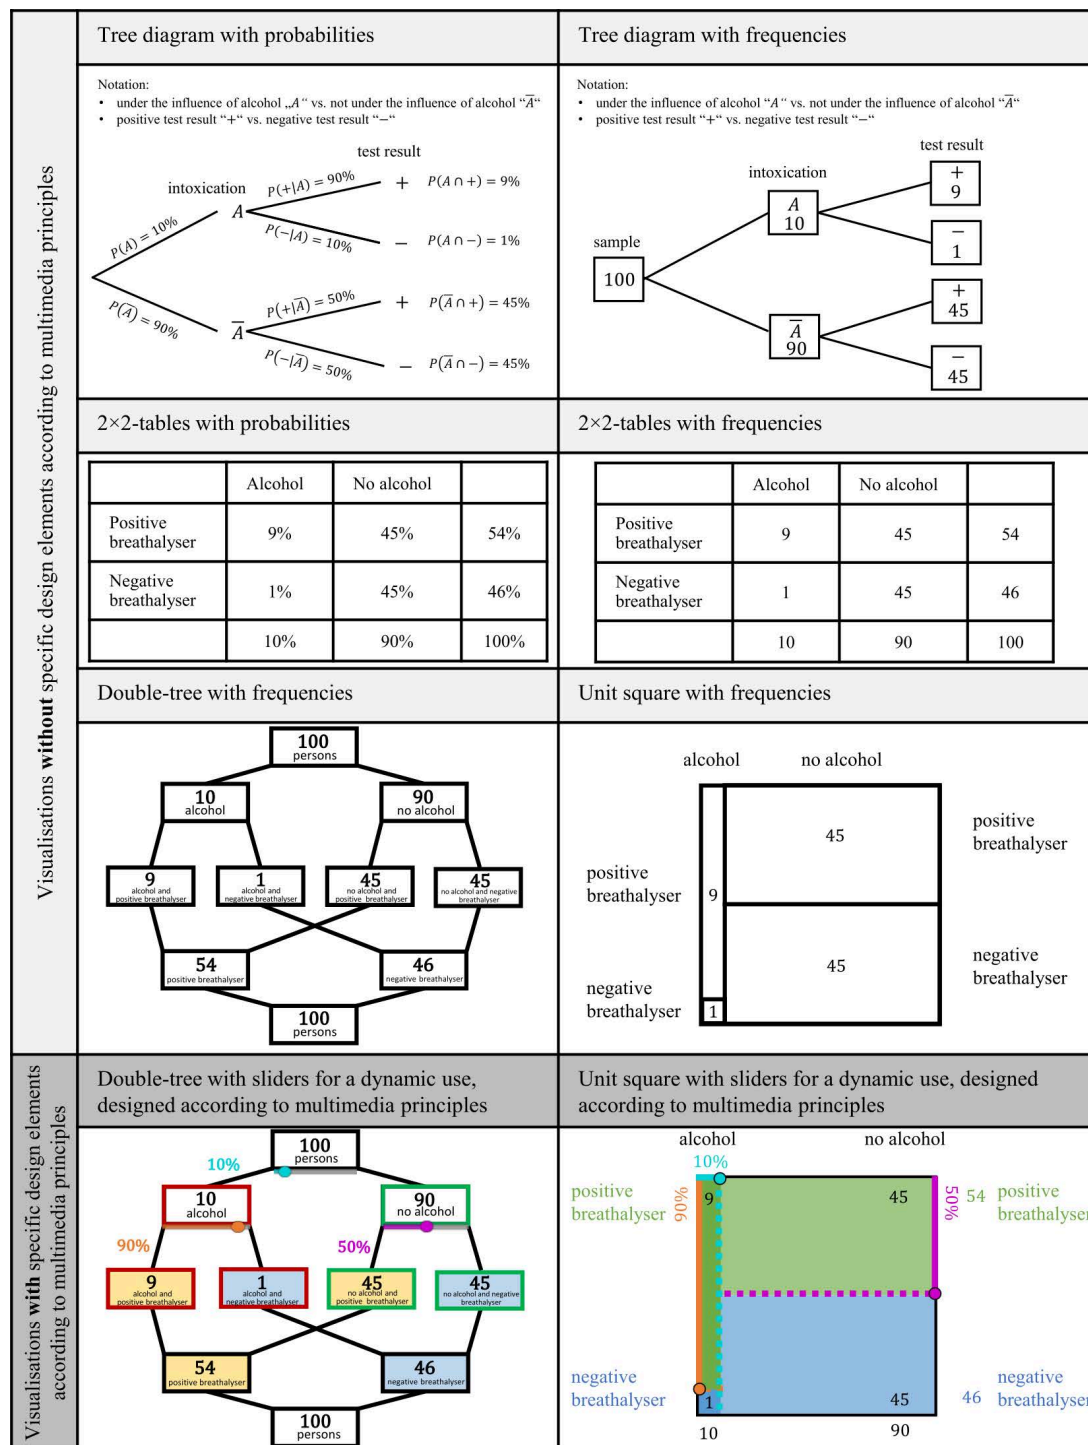 Visualisations without specific design elements according to multimedia principles
Tree diagram with probabilities
Notation:
• under the influence of alcohol „A“ vs. not under the influence of alcohol “A̅“
• positive test result “+“ vs. negative test result “−“
test result
intoxication
P(A) = 10%
P(A̅) = 90%
A
A̅
P(+|A) = 90%
P(−|A) = 10%
P(+|A̅) = 50%
P(−|A̅) = 50%
+ P(A ∩ +) = 9%
− P(A ∩ −) = 1%
+ P(A̅ ∩ +) = 45%
− P(A̅ ∩ −) = 45%
Tree diagram with frequencies
Notation:
• under the influence of alcohol “A“ vs. not under the influence of alcohol “A̅“
• positive test result “+“ vs. negative test result “−“
test result
intoxication
sample
100
A
10
A̅
90
+
9
−
1
+
45
−
45
2×2-tables with probabilities
Alcohol No alcohol
Positive
breathalyser 9% 45% 54%
Negative
breathalyser 1% 45% 46%
10% 90% 100%
2×2-tables with frequencies
Alcohol No alcohol
Positive
breathalyser 9 45 54
Negative
breathalyser 1 45 46
10 90 100
Double-tree with frequencies
100
persons
10
alcohol
90
no alcohol
9
alcohol and
positive breathalyser
1
alcohol and
negative breathalyser
45
no alcohol and
positive breathalyser
45
no alcohol and negative
breathalyser
54
positive breathalyser
46
negative breathalyser
100
persons
Unit square with frequencies
alcohol no alcohol
45
positive
breathalyser
positive
breathalyser
9
45
negative
breathalyser
negative
breathalyser
1
Visualisations with specific design elements
according to multimedia principles
Double-tree with sliders for a dynamic use,
designed according to multimedia principles
100
persons
10%
10
alcohol
90
no alcohol
90%
50%
9
alcohol and
positive breathalyser
1
alcohol and
negative breathalyser
45
no alcohol and
positive breathalyser
45
no alcohol and negative
breathalyser
54
positive breathalyser
46
negative breathalyser
100
persons
Unit square with sliders for a dynamic use, designed
according to multimedia principles
alcohol no alcohol
10%
positive
breathalyser
90%
9
45
50%
54 positive
breathalyser
negative
breathalyser
1
45
46 negative
breathalyser
10 90